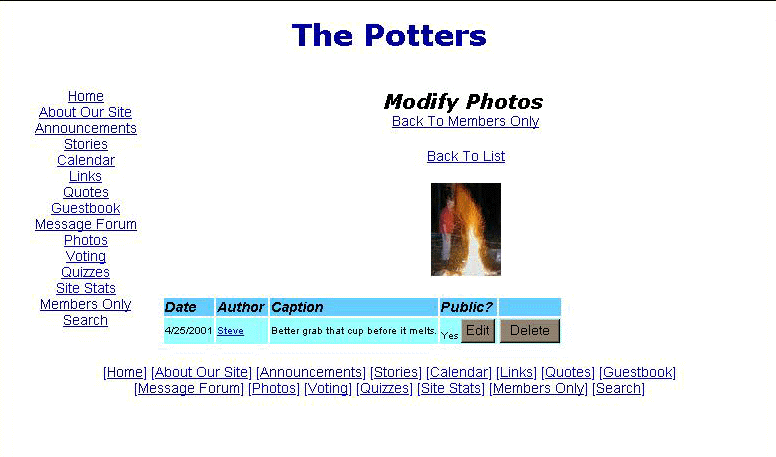 The Potters
Home
About Our Site
Announcements
Stories
Calendar
Links
Quotes
Guestbook
Message Forum
Photos
Voting
Quizzes
Site Stats
Members Only
Search
Modify Photos
Back To Members Only
Back To List
Date Author Caption Public?
4/25/2001 Steve Better grab that cup before it melts. Yes Edit Delete
[Home] [About Our Site] [Announcements] [Stories] [Calendar] [Links] [Quotes] [Guestbook]
[Message Forum] [Photos] [Voting] [Quizzes] [Site Stats] [Members Only] [Search]